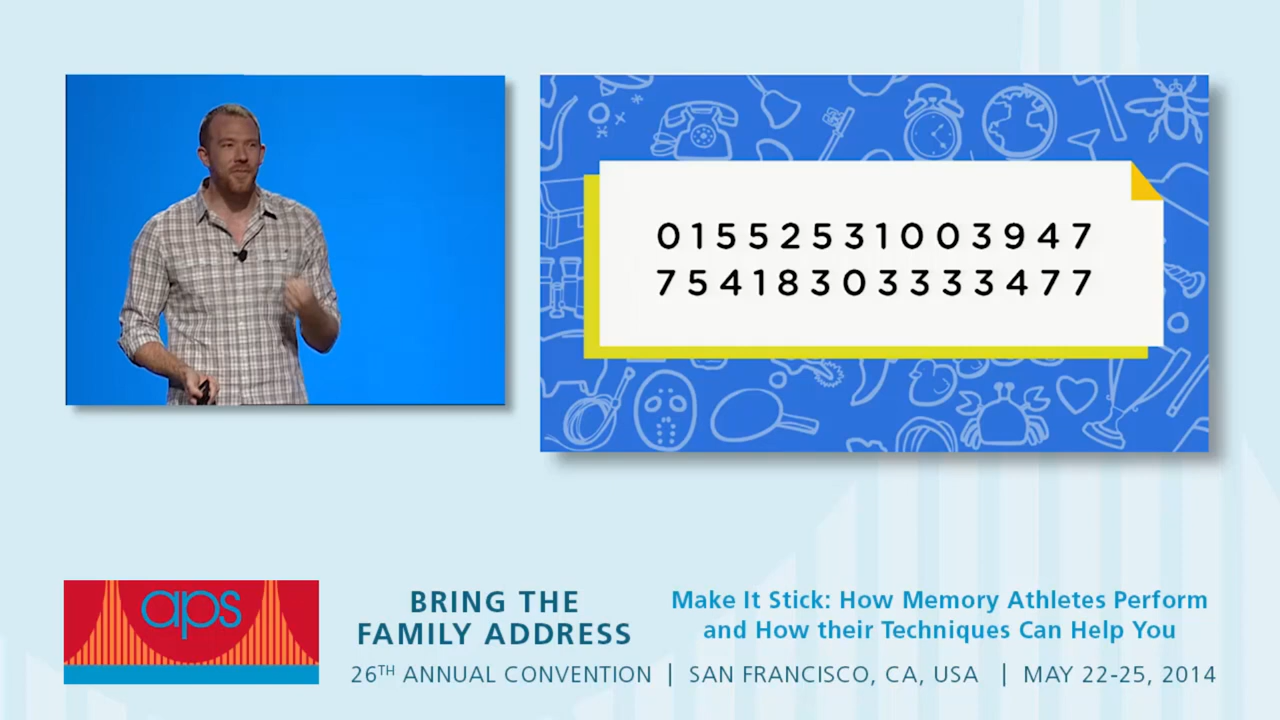 0 1 5 5 2 5 3 1 0 0 3 9 4 7
7 5 4 1 8 3 0 3 3 3 3 4 7 7
aps
BRING THE
FAMILY ADDRESS
Make It Stick: How Memory Athletes Perform
and How their Techniques Can Help You
26TH ANNUAL CONVENTION | SAN FRANCISCO, CA, USA | MAY 22-25, 2014